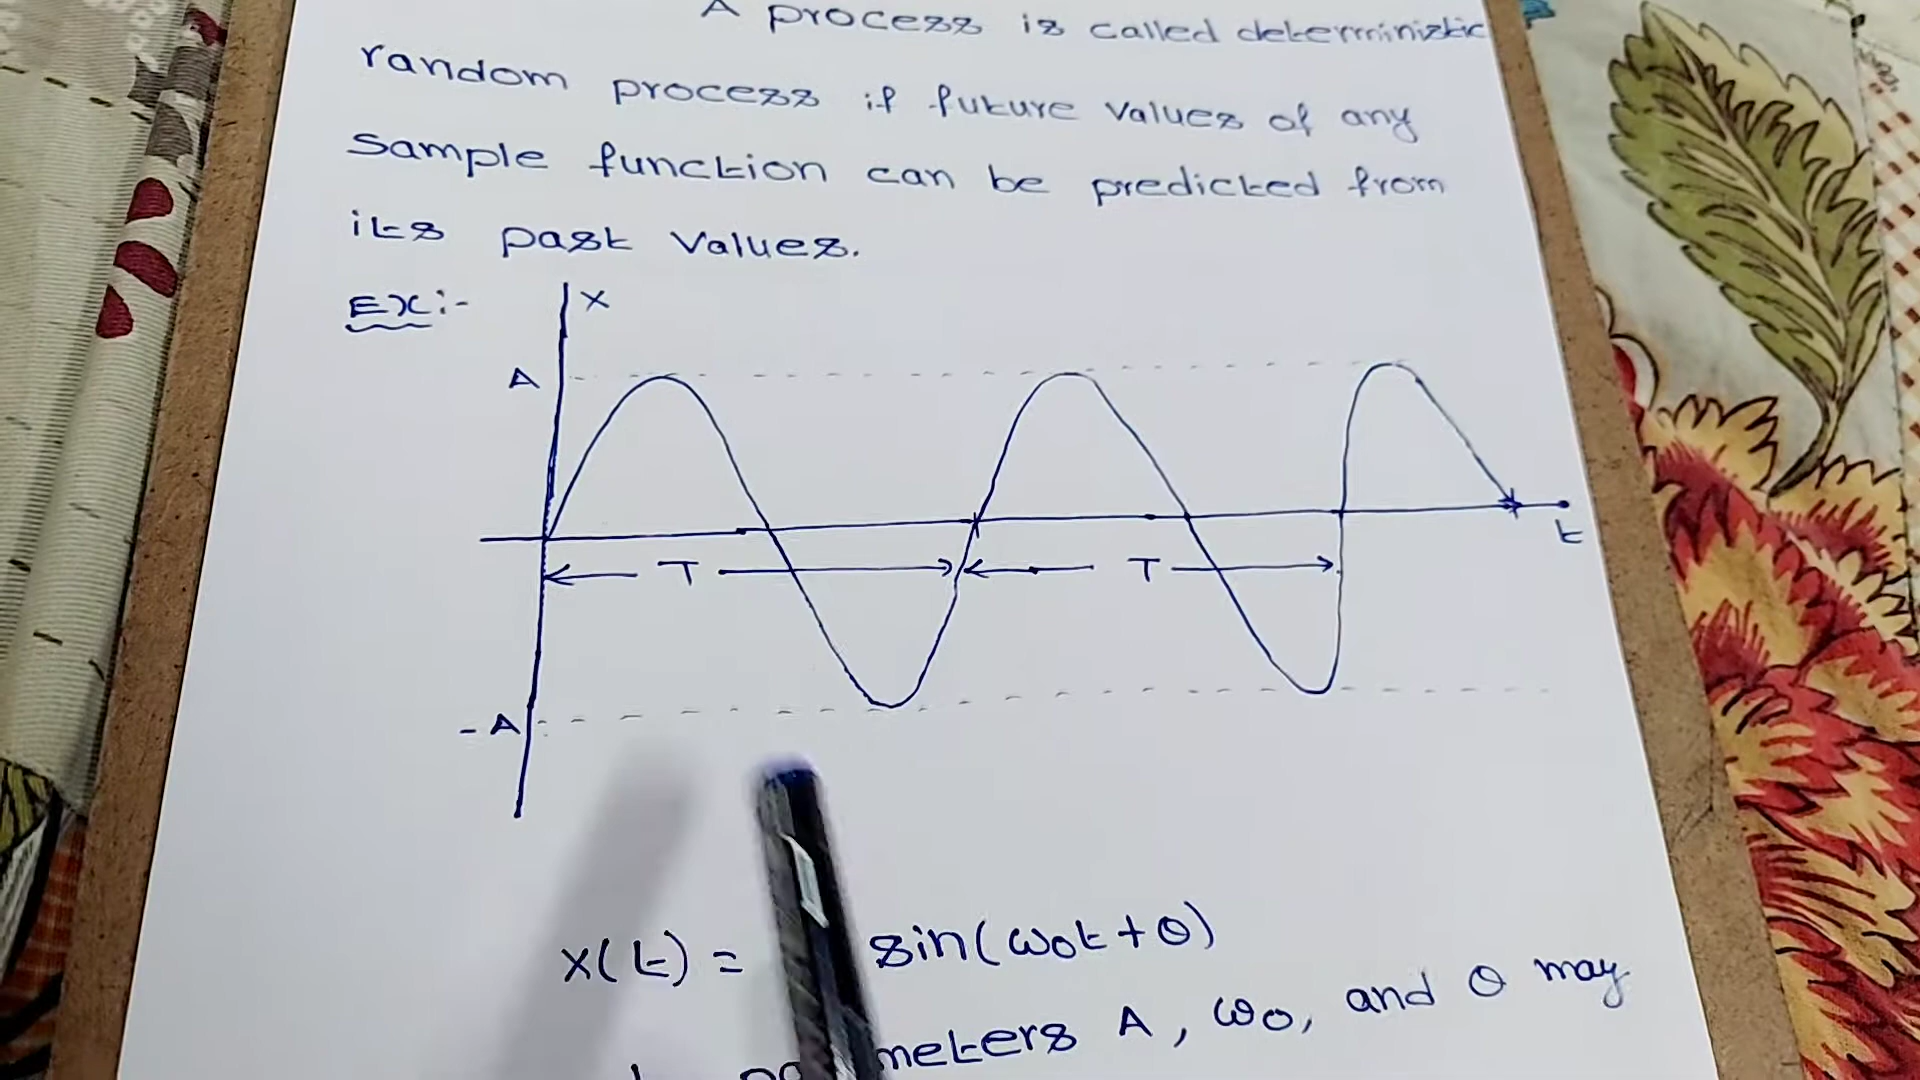 A process is called deterministic
random process if future values of any
sample function can be predicted from
its past values.
Ex:-
X
A
T
T
t
-A
X(t) = sin(ω0t+θ)
meters A, ω0, and θ may